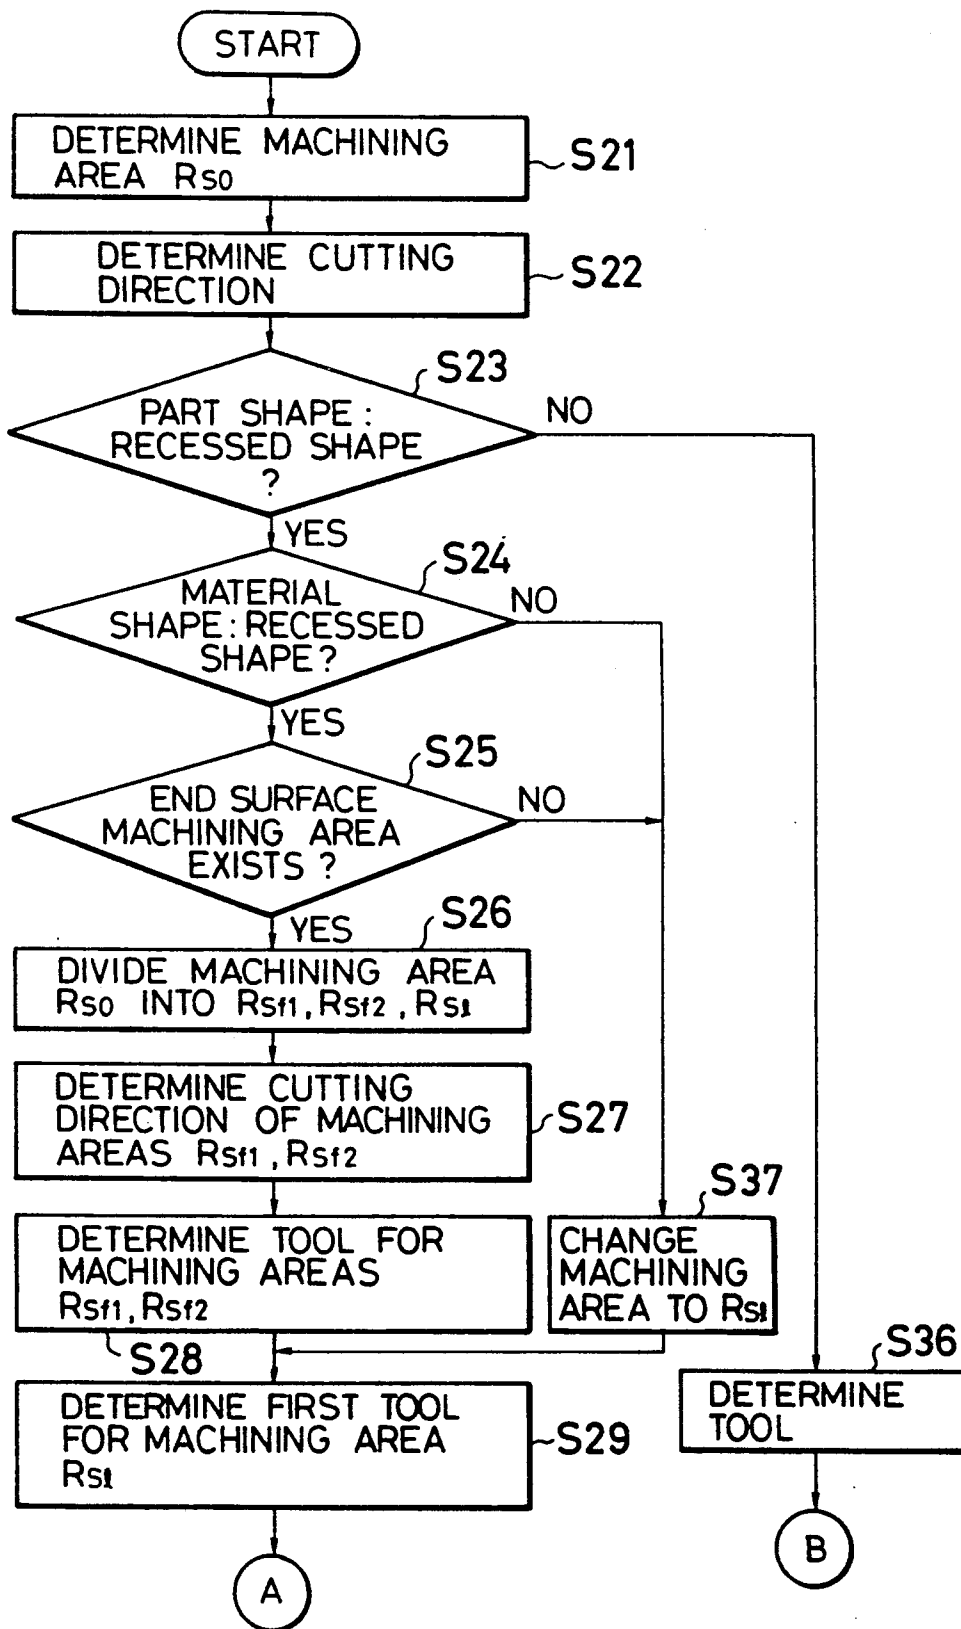 START
DETERMINE MACHINING
AREA Rs0
S21
DETERMINE CUTTING
DIRECTION
S22
S23
PART SHAPE:
RECESSED SHAPE
?
NO
YES
S24
MATERIAL
SHAPE: RECESSED
SHAPE?
NO
YES
S25
END SURFACE
MACHINING AREA
EXISTS ?
NO
YES
S26
DIVIDE MACHINING AREA
Rs0 INTO Rsf1, Rsf2, Rsl
DETERMINE CUTTING
DIRECTION OF MACHINING
AREAS Rsf1, Rsf2
S27
DETERMINE TOOL FOR
MACHINING AREAS
Rsf1, Rsf2
S28
S37
CHANGE
MACHINING
AREA TO Rsl
DETERMINE FIRST TOOL
FOR MACHINING AREA
Rsl
S29
S36
DETERMINE
TOOL
A
B